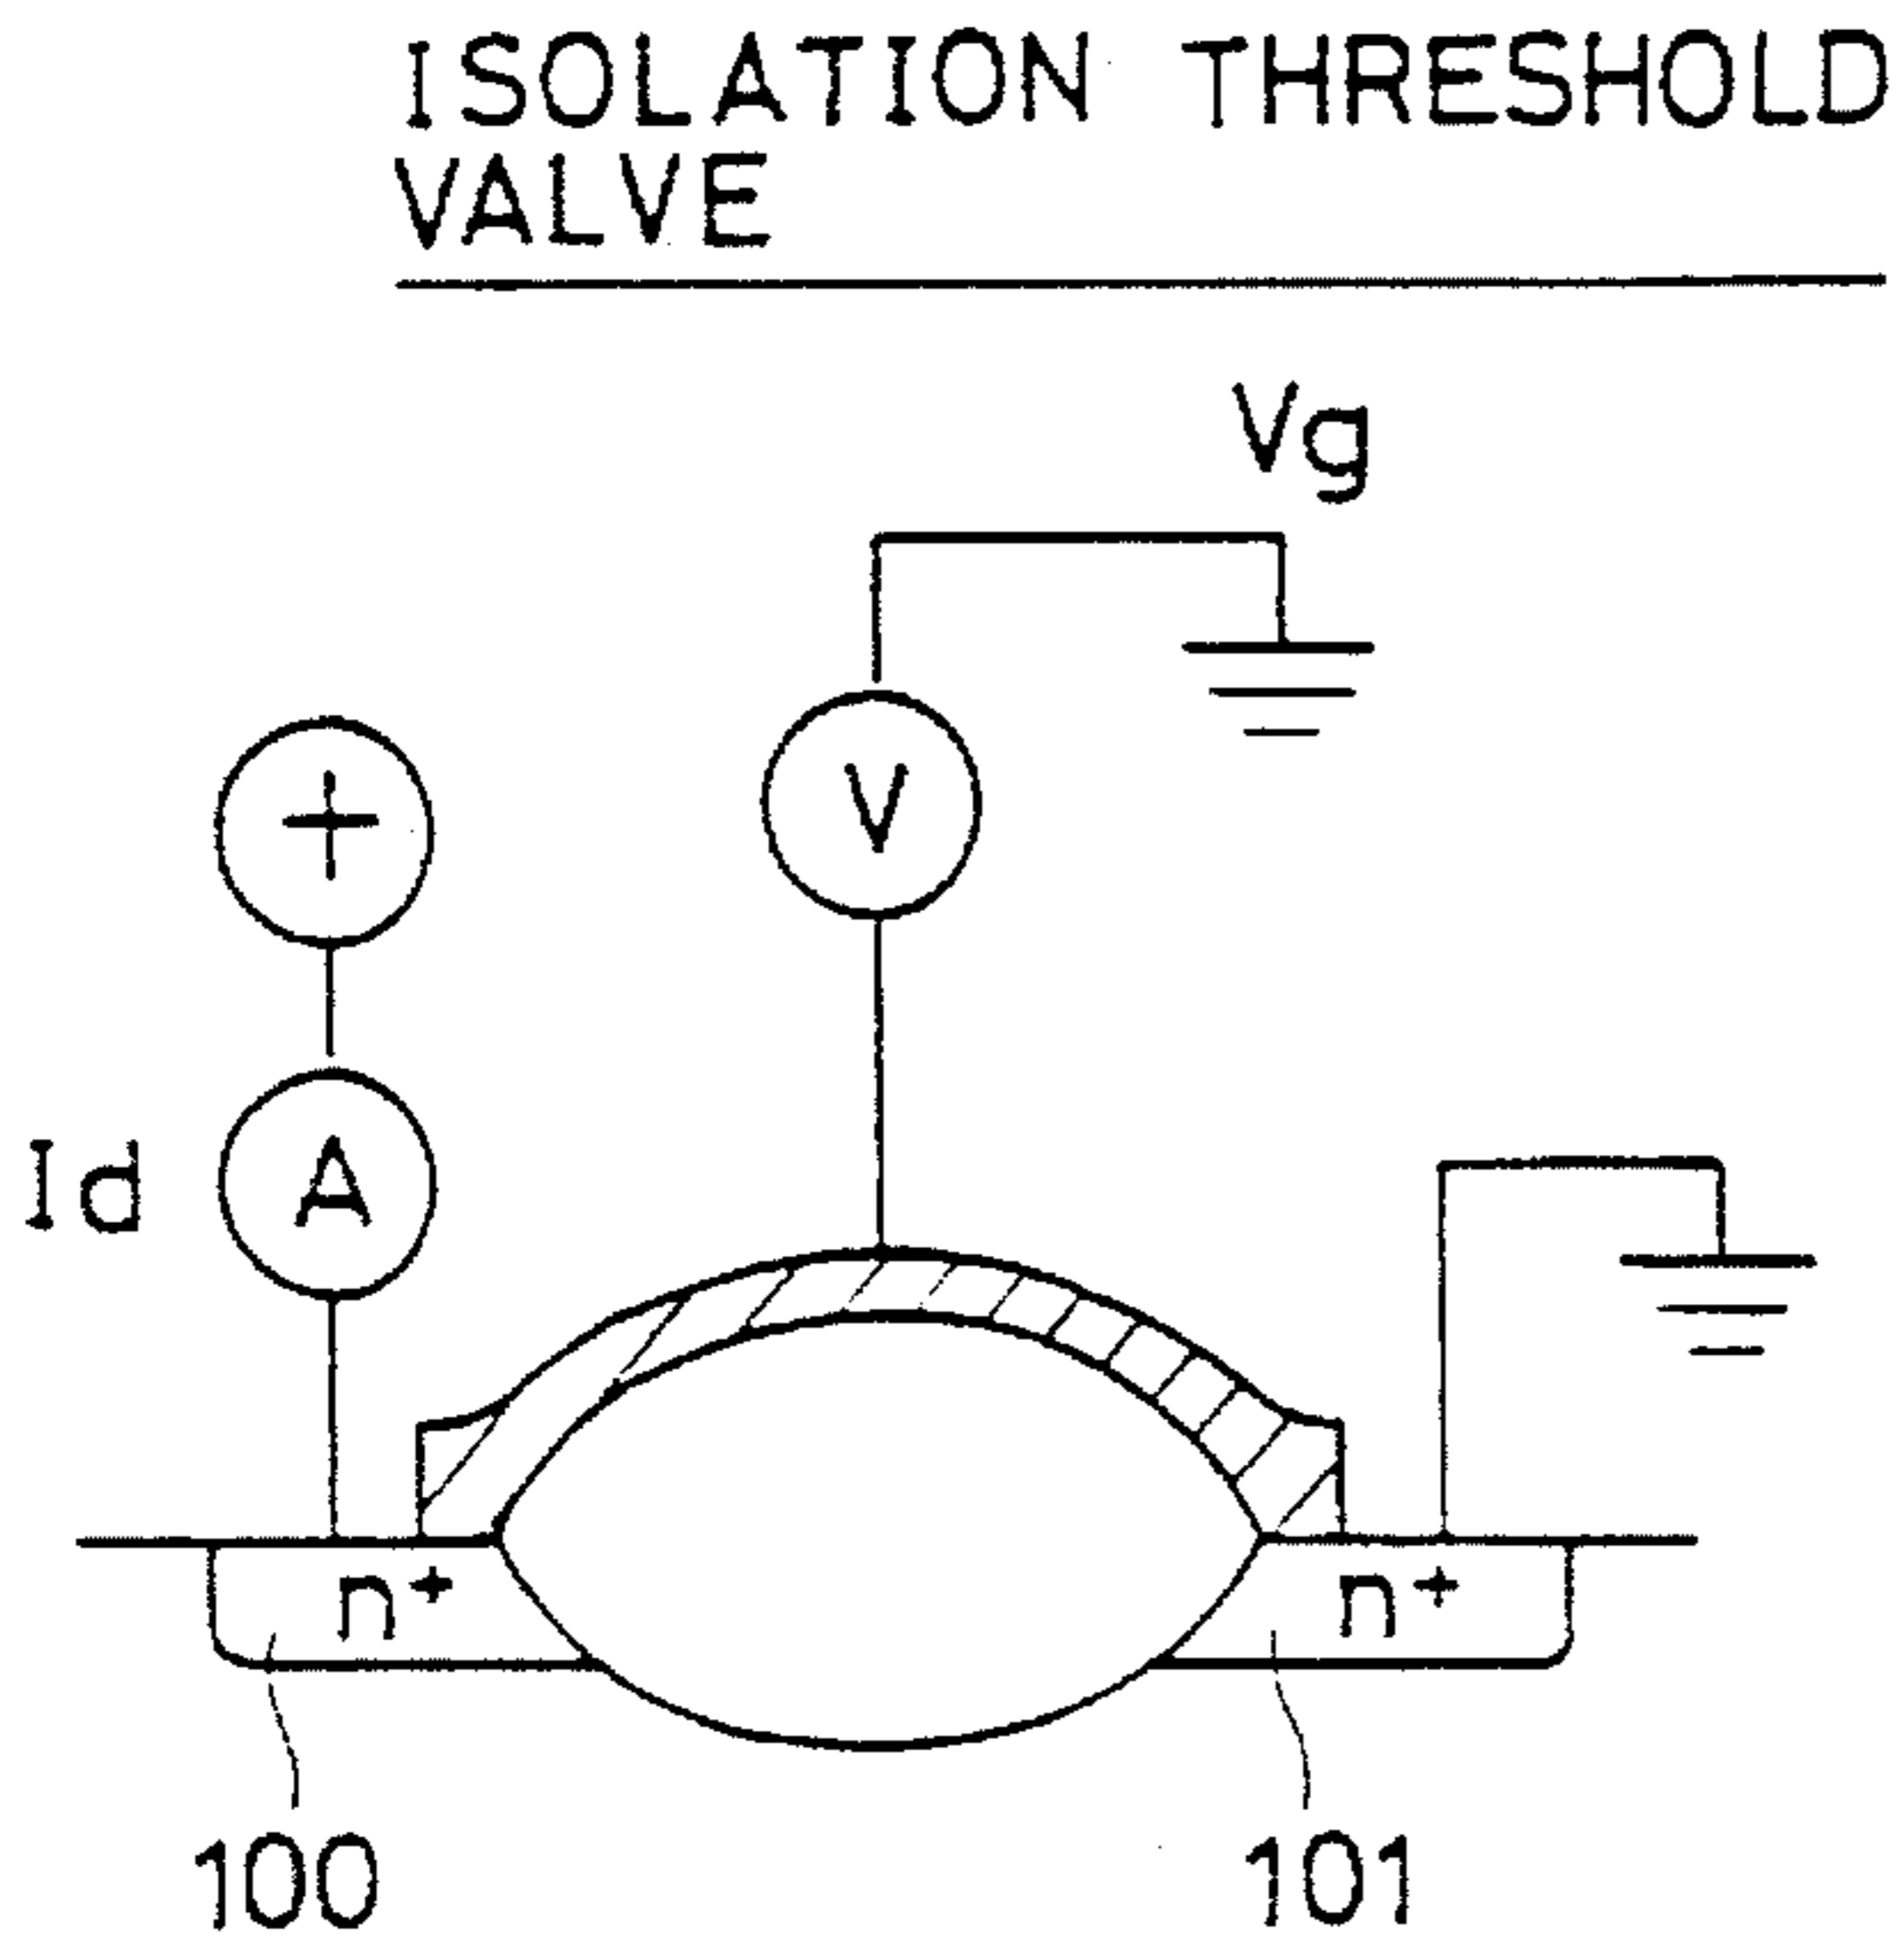 ISOLATION THRESHOLD
VALVE
Vg
+
V
Id
A
n+
n+
100
101